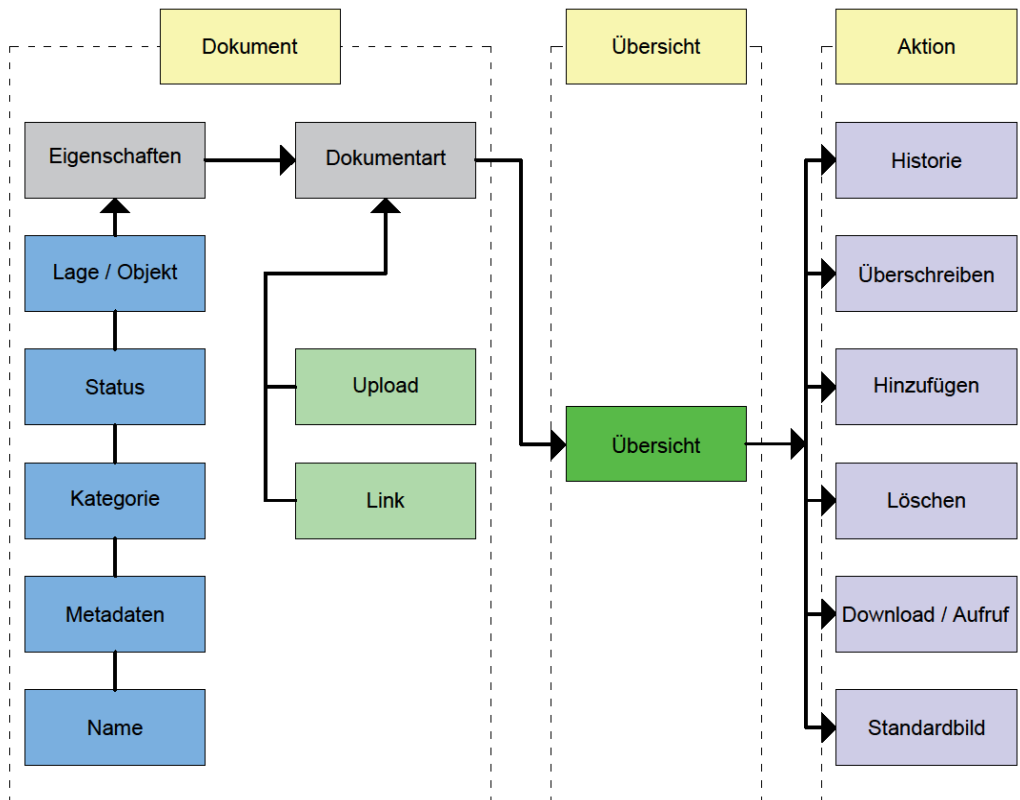 Dokument
Übersicht
Aktion
Eigenschaften
Dokumentart
Historie
Lage / Objekt
Überschreiben
Status
Upload
Hinzufügen
Übersicht
Kategorie
Link
Löschen
Metadaten
Download / Aufruf
Name
Standardbild